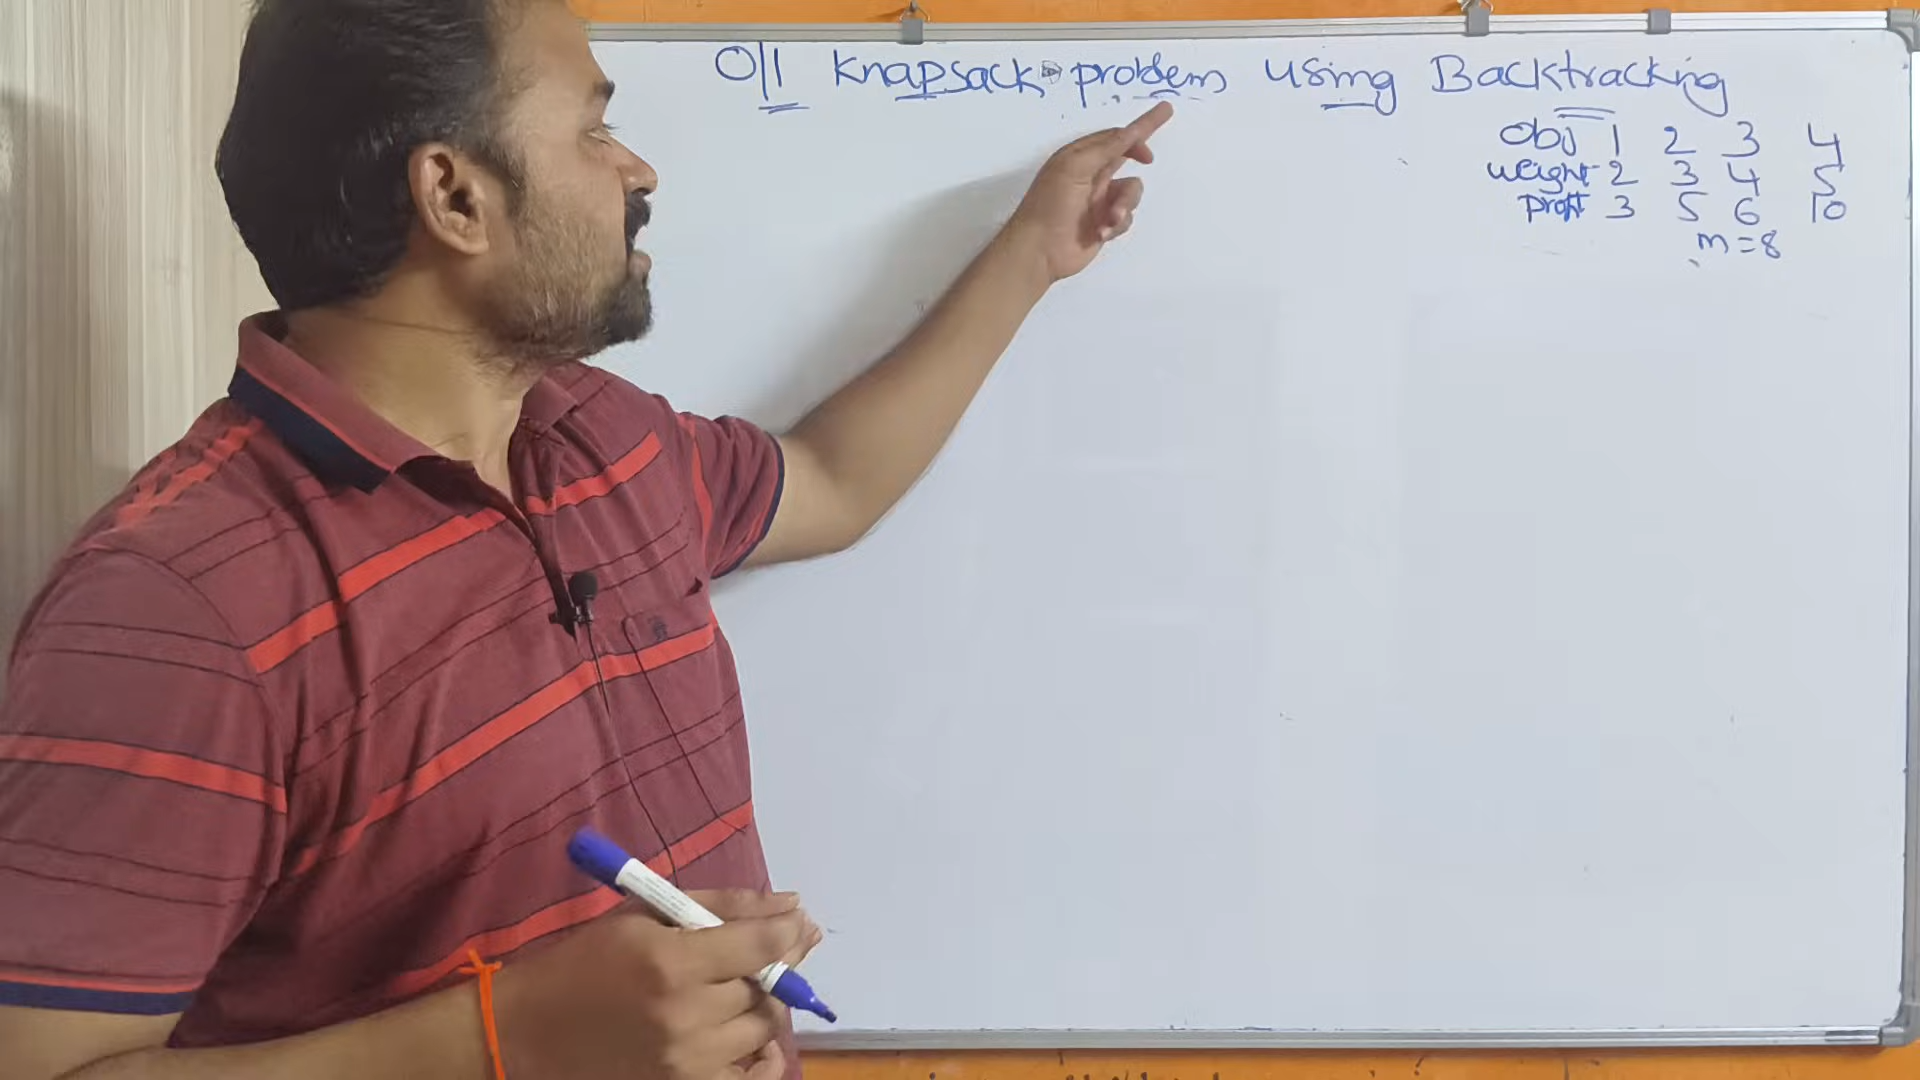 0/1 Knapsack problem using Backtracking
Obj 1 2 3 4
weight 2 3 4 5
profit 3 5 6 10
m=8